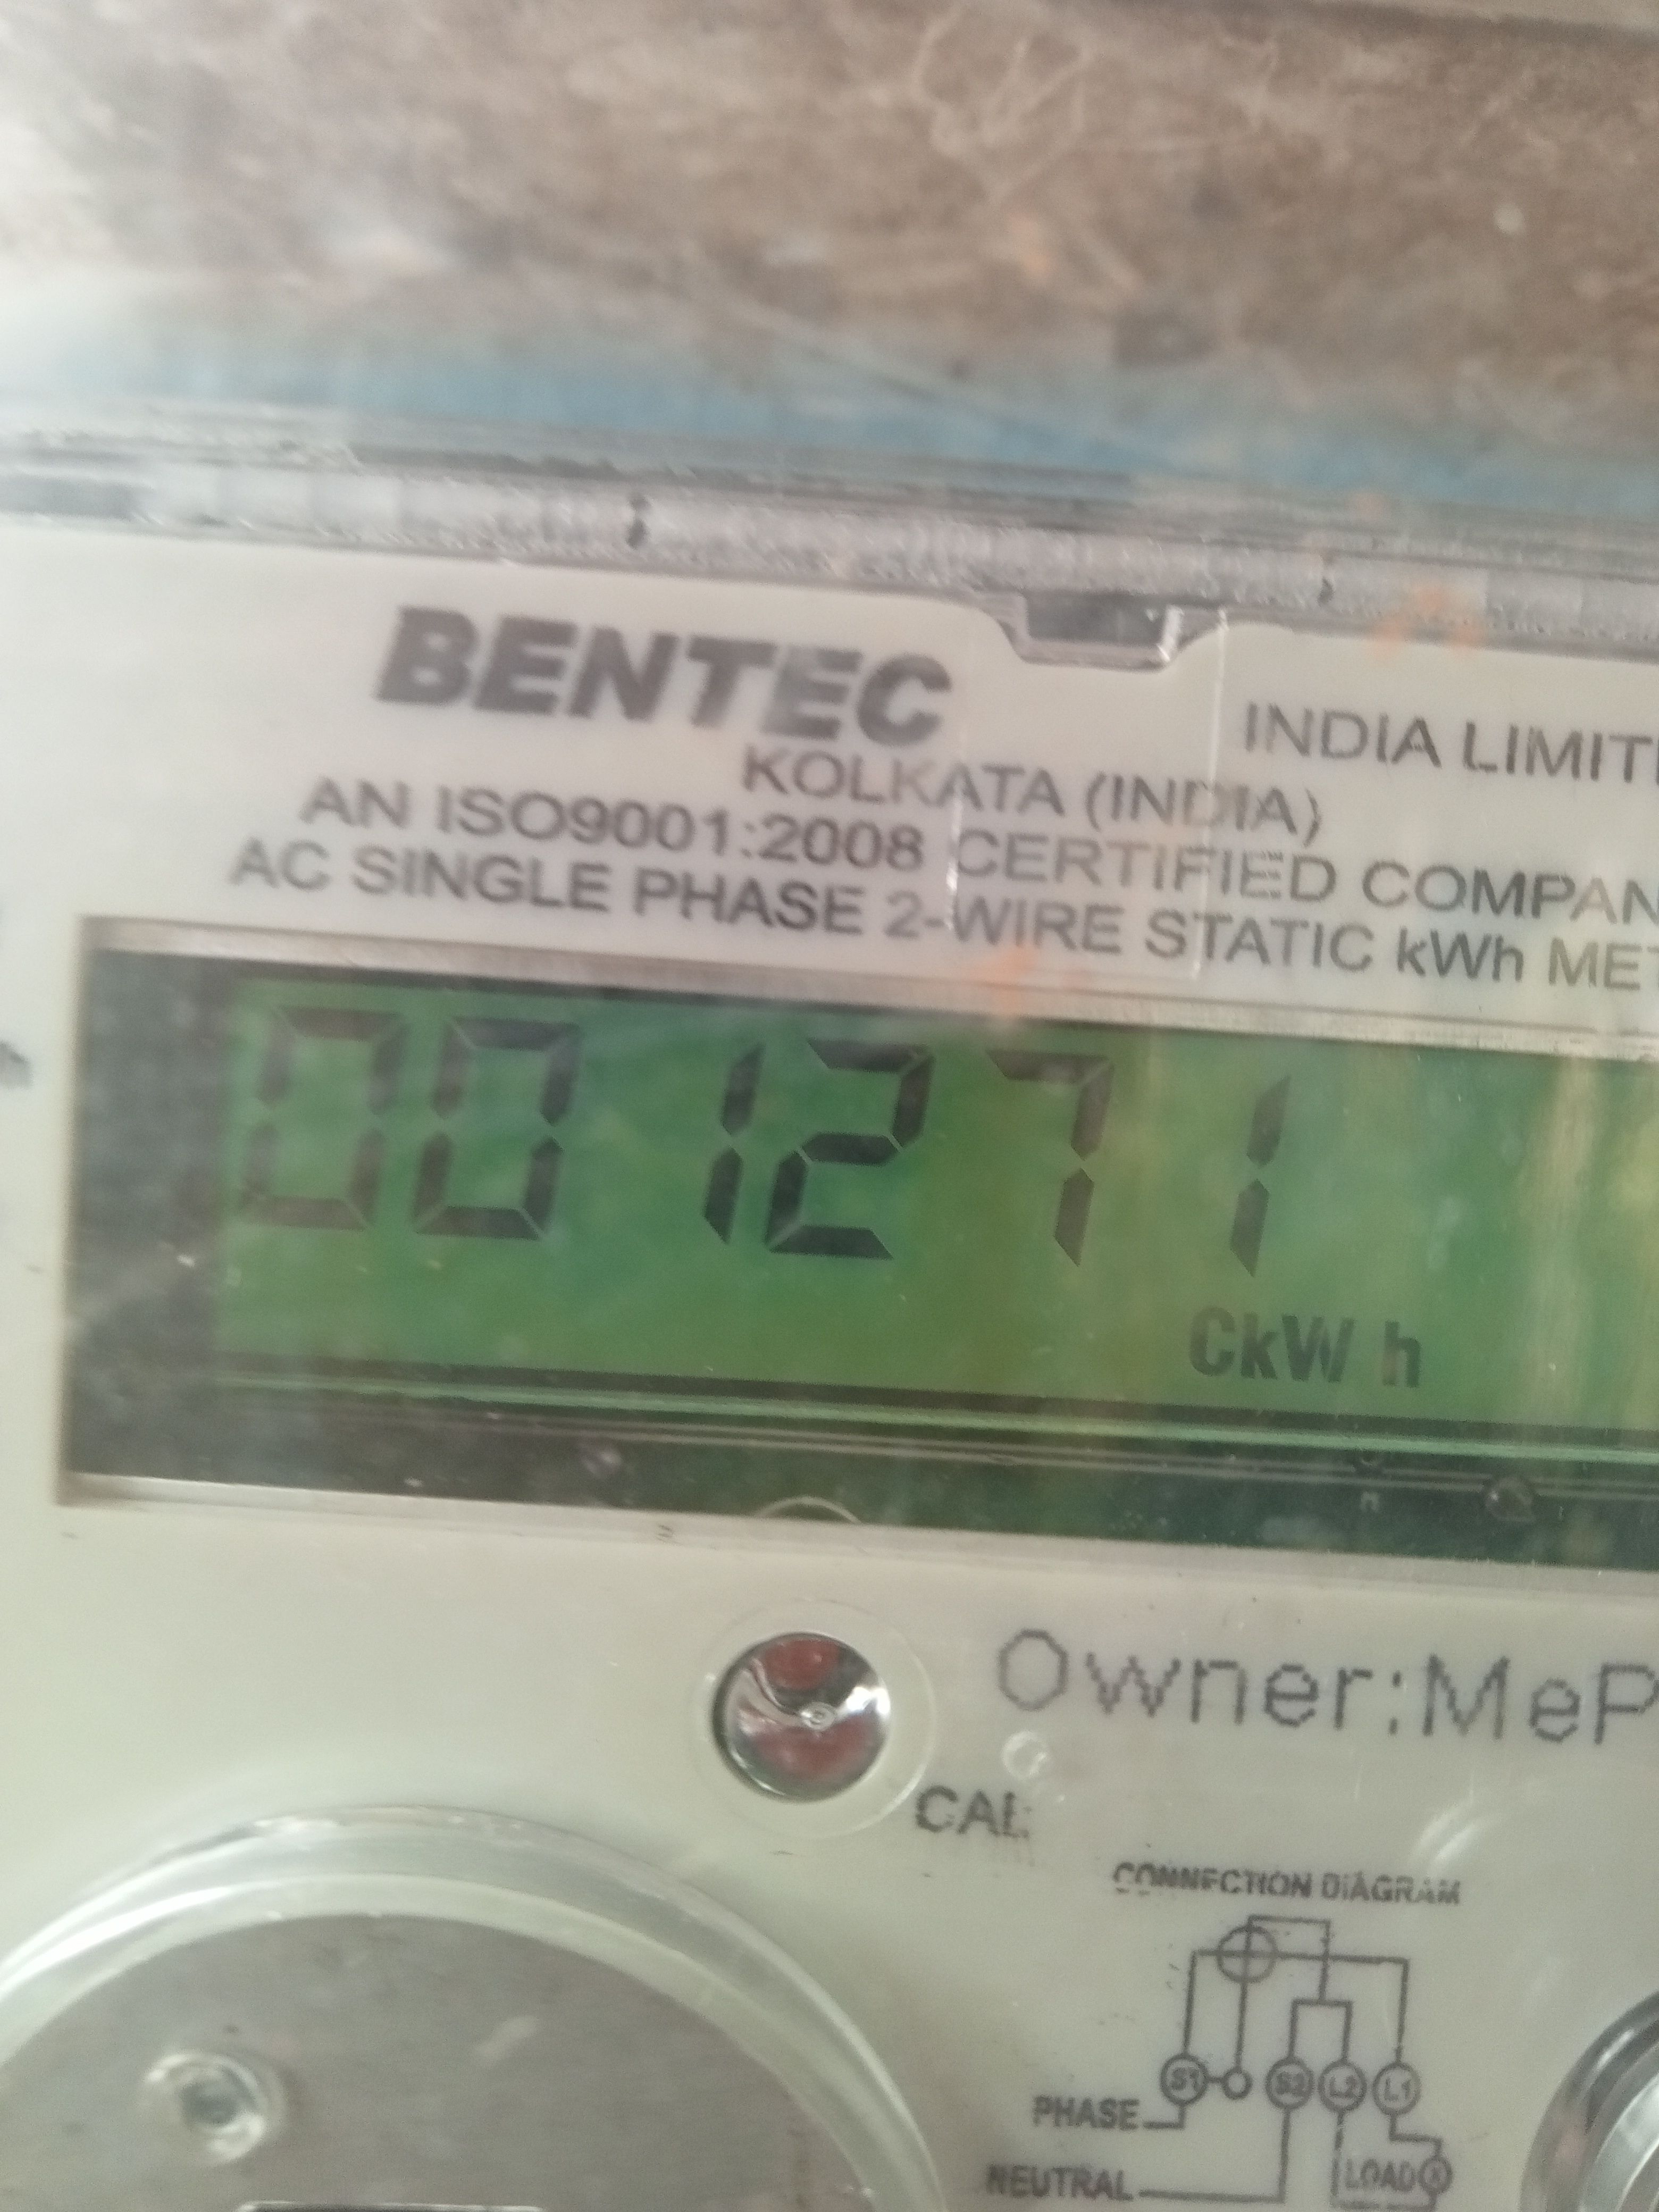 BENTEC
INDIA LIMIT
KOLKATA (INDIA)
AN ISO9001:2008 CERTIFIED COMPAN
AC SINGLE PHASE 2-WIRE STATIC kWh MET
001271
CkW h
Owner:MeP
CAL
CONNECTION DIAGRAM
S1 S2 L2 L1
PHASE
LOAD
NEUTRAL